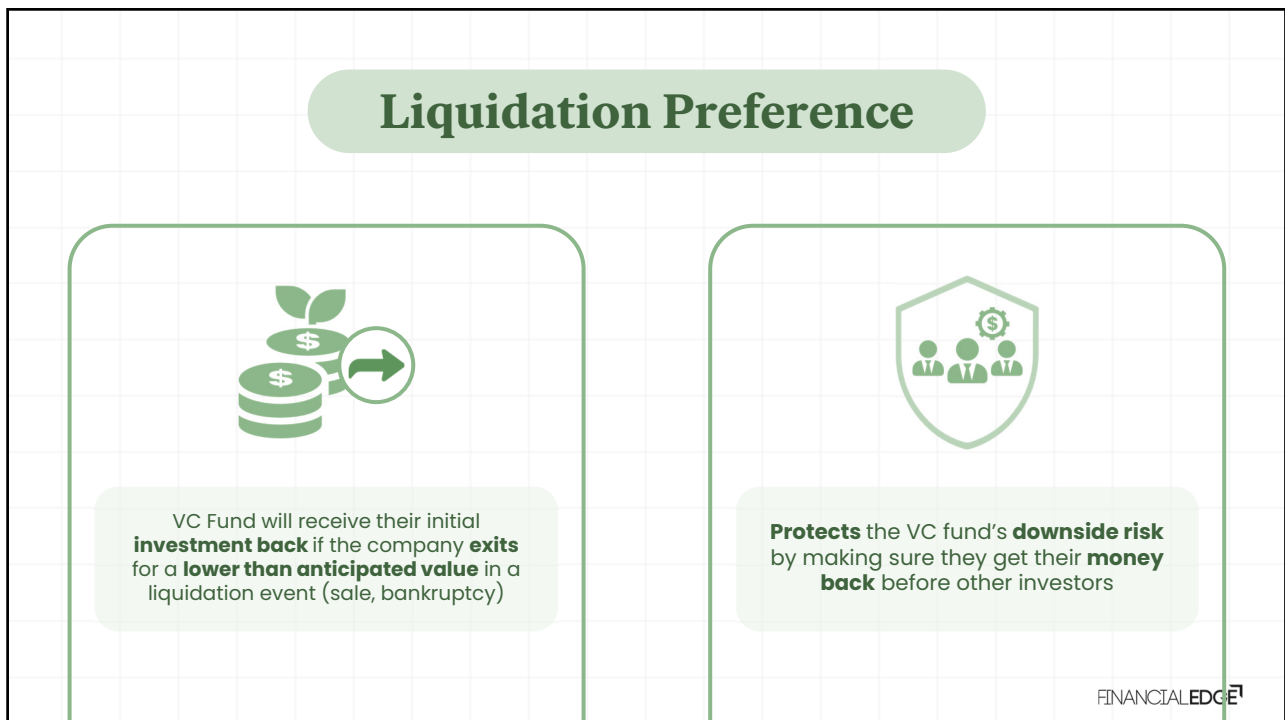 Liquidation Preference
$
$
$
VC Fund will receive their initial
investment back if the company exits
for a lower than anticipated value in a
liquidation event (sale, bankruptcy)
Protects the VC fund's downside risk
by making sure they get their money
back before other investors
FINANCIALEDGE